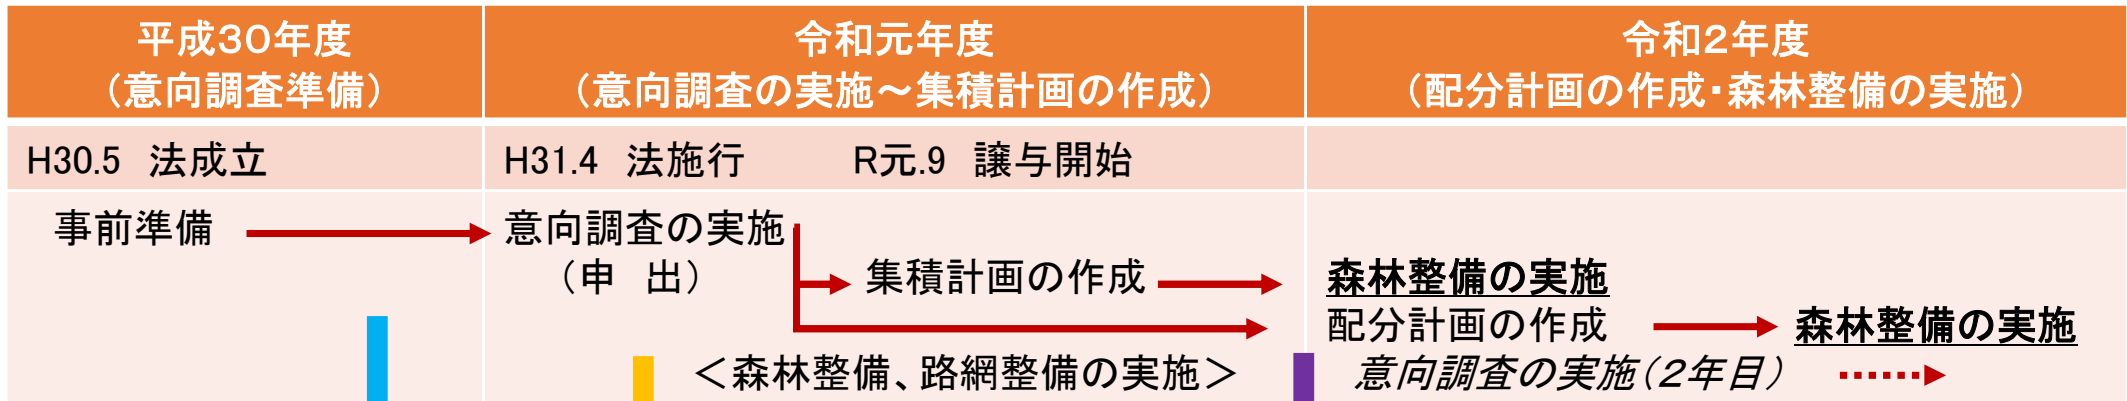 平成30年度
(意向調査準備)
令和元年度
(意向調査の実施～集積計画の作成)
令和2年度
(配分計画の作成・森林整備の実施)
H30.5 法成立
H31.4 法施行 R元.9 譲与開始
事前準備
意向調査の実施
(申 出)
集積計画の作成
＜森林整備、路網整備の実施＞
森林整備の実施
配分計画の作成
森林整備の実施
意向調査の実施(2年目)